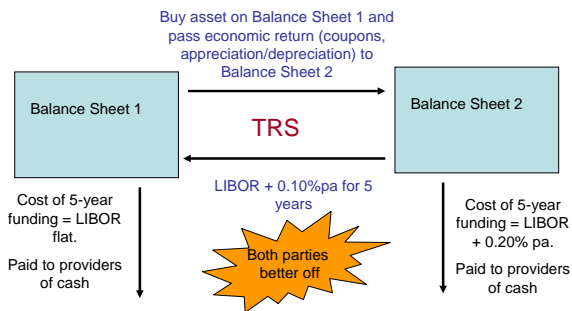 Buy asset on Balance Sheet 1 and
pass economic return (coupons,
appreciation/depreciation) to
Balance Sheet 2
Balance Sheet 1
Balance Sheet 2
TRS
LIBOR + 0.10%pa for 5
years
Cost of 5-year
funding = LIBOR
flat.
Paid to providers
of cash
Both parties
better off
Cost of 5-year
funding = LIBOR
+ 0.20% pa.
Paid to providers
of cash